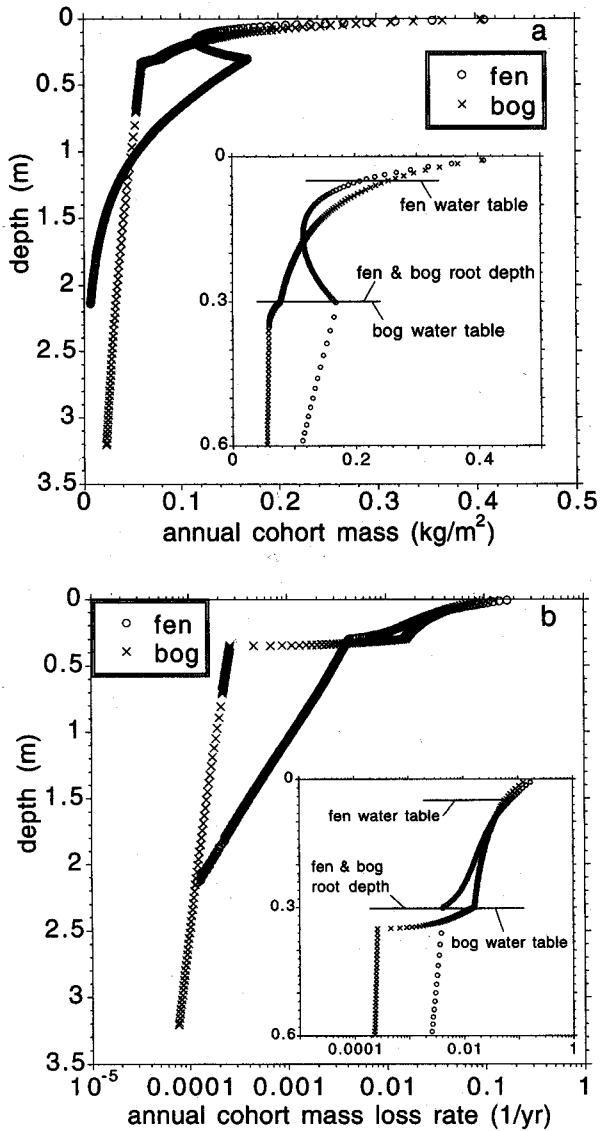 0
a
0.5
fen
bog
1
1.5
2
2.5
3
3.5
depth (m)
0
fen water table
fen & bog root depth
0.3
bog water table
0.6
0 0.2 0.4
0 0.1 0.2 0.3 0.4 0.5
annual cohort mass (kg/m²)
0
b
fen
bog
0.5
1
1.5
2
2.5
3
3.5
depth (m)
0
fen water table
fen & bog
root depth
0.3
bog water table
0.6
0.0001 0.01 1
10⁻⁵ 0.0001 0.001 0.01 0.1 1
annual cohort mass loss rate (1/yr)